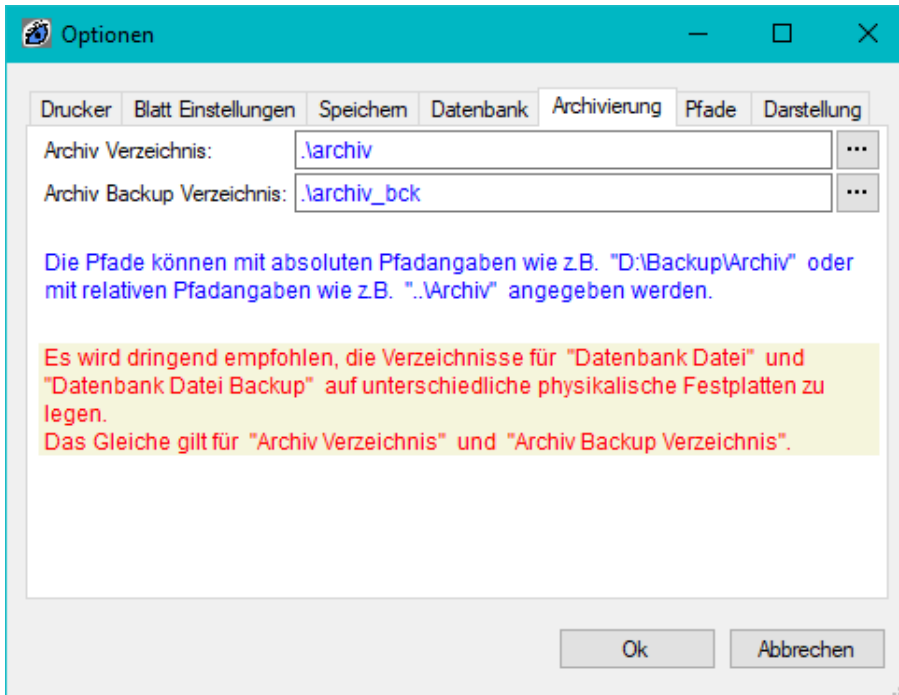 Optionen
Drucker Blatt Einstellungen Speichern Datenbank Archivierung Pfade Darstellung
Archiv Verzeichnis: .\archiv ...
Archiv Backup Verzeichnis: .\archiv_bck ...
Die Pfade können mit absoluten Pfadangaben wie z.B. "D:\Backup\Archiv" oder
mit relativen Pfadangaben wie z.B. "..\Archiv" angegeben werden.
Es wird dringend empfohlen, die Verzeichnisse für "Datenbank Datei" und
"Datenbank Datei Backup" auf unterschiedliche physikalische Festplatten zu
legen.
Das Gleiche gilt für "Archiv Verzeichnis" und "Archiv Backup Verzeichnis".
Ok Abbrechen